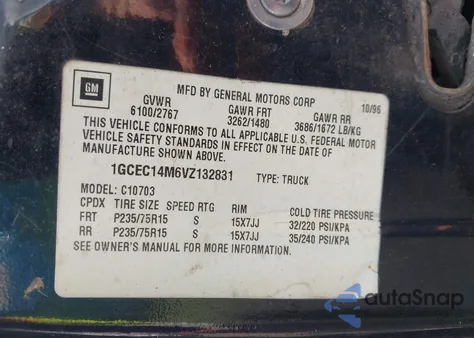 GM
MFD BY GENERAL MOTORS CORP 10/96
GVWR GAWR FRT GAWR RR
6100/2767 3262/1480 3686/1672 LB/KG
THIS VEHICLE CONFORMS TO ALL APPLICABLE U.S. FEDERAL MOTOR
VEHICLE SAFETY STANDARDS IN EFFECT ON THE DATE OF
MANUFACTURE SHOWN ABOVE.
1GCEC14M6VZ132831 TYPE: TRUCK
MODEL: C10703
CPDX TIRE SIZE SPEED RTG RIM COLD TIRE PRESSURE
FRT P235/75R15 S 15X7JJ 32/220 PSI/KPA
RR P235/75R15 S 15X7JJ 35/240 PSI/KPA
SEE OWNER'S MANUAL FOR MORE INFORMATION.
autoSnap